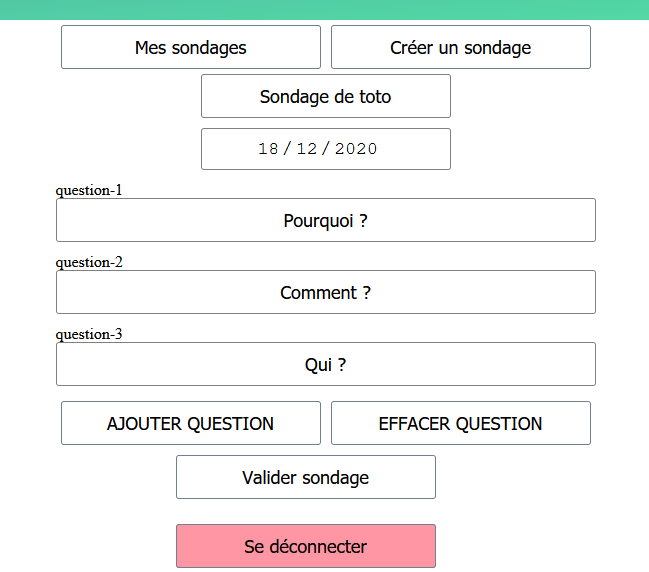 Mes sondages Créer un sondage
Sondage de toto
18 / 12 / 2020
question-1
Pourquoi ?
question-2
Comment ?
question-3
Qui ?
AJOUTER QUESTION EFFACER QUESTION
Valider sondage
Se déconnecter